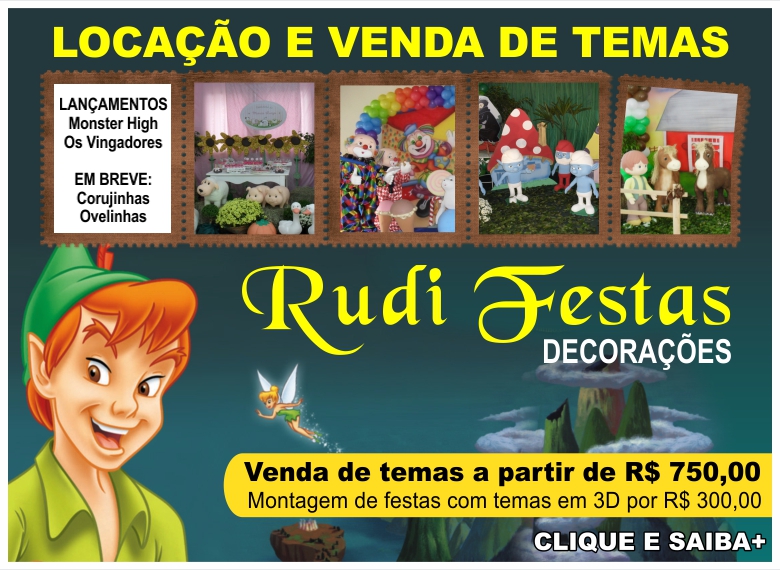 LOCAÇÃO E VENDA DE TEMAS
LANÇAMENTOS
Monster High
Os Vingadores
EM BREVE:
Corujinhas
Ovelinhas
Rudi Festas
DECORAÇÕES
Venda de temas a partir de R$ 750,00
Montagem de festas com temas em 3D por R$ 300,00
CLIQUE E SAIBA+